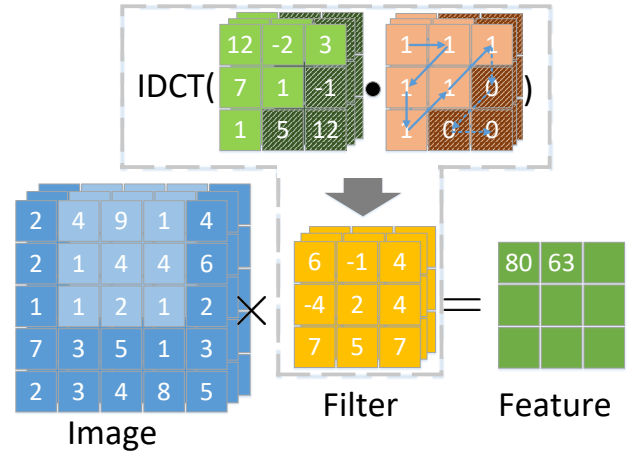 IDCT(
12 -2 3
7 1 -1
1 5 12
•
1 1 1
1 1 0
1 0 0
)
2 4 9 1 4
2 1 4 4 6
1 1 2 1 2
7 3 5 1 3
2 3 4 8 5
Image
×
6 -1 4
-4 2 4
7 5 7
Filter
=
80 63
Feature